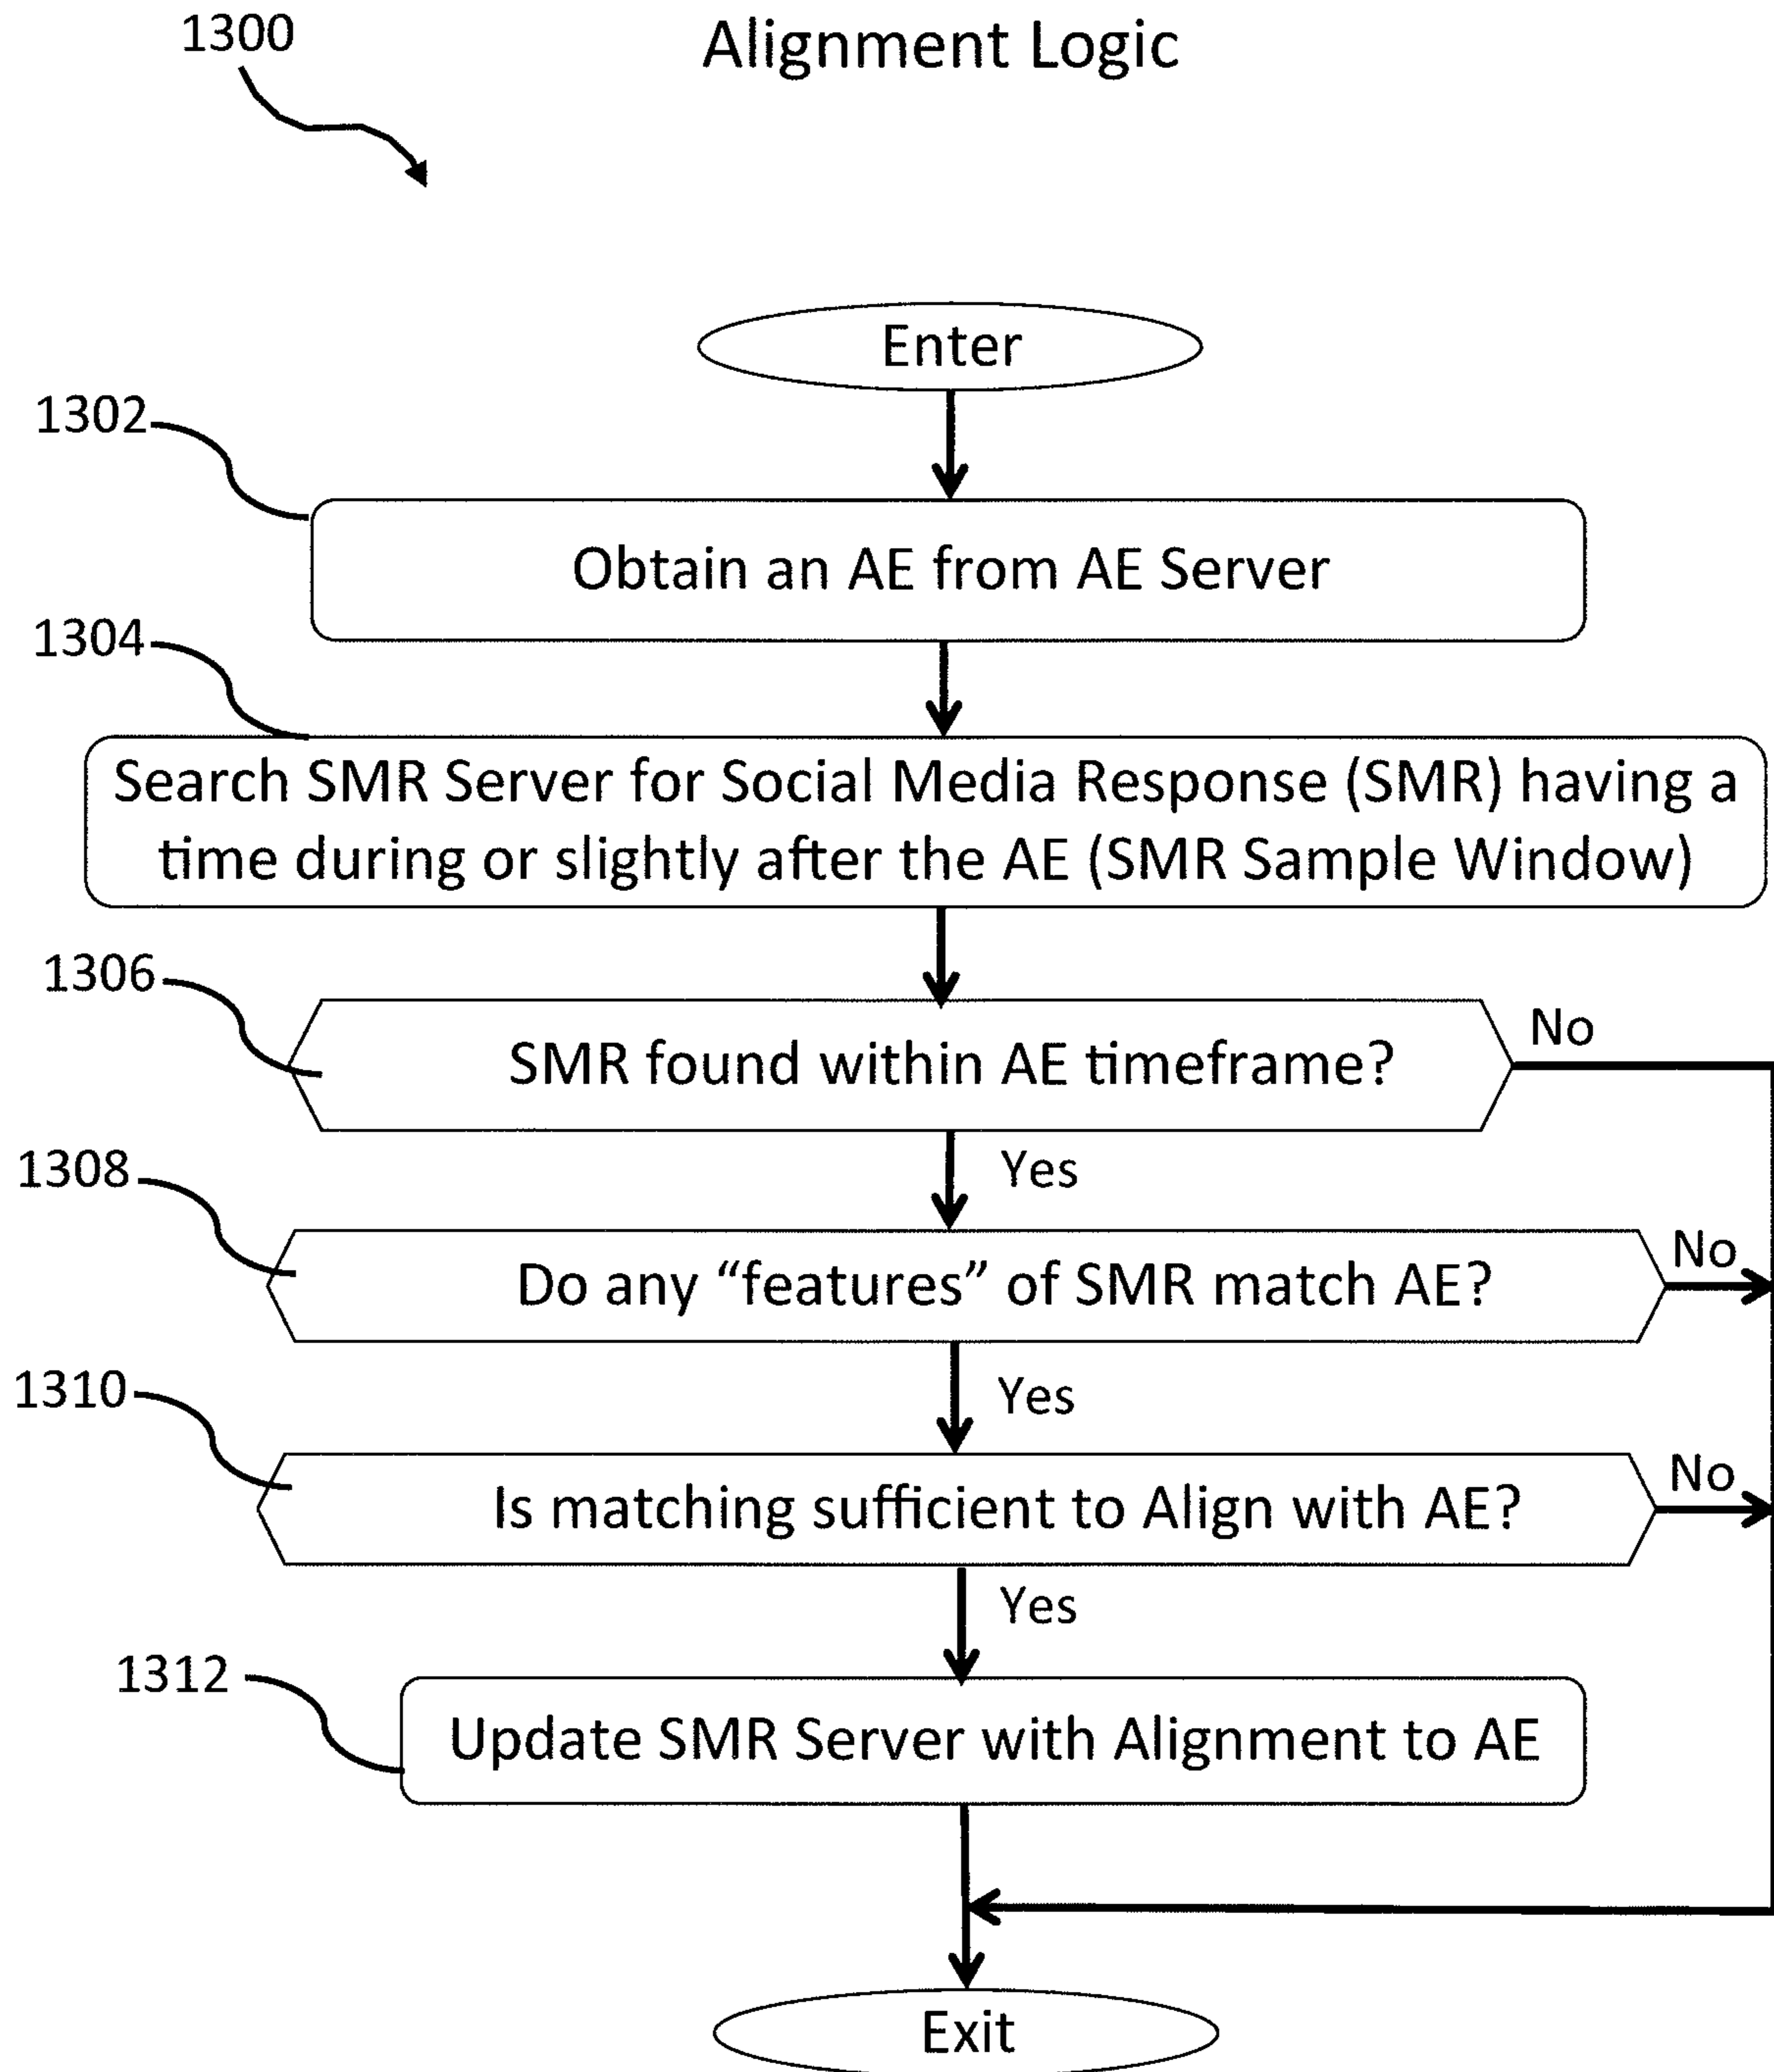 1300
Alignment Logic
Enter
1302
Obtain an AE from AE Server
1304
Search SMR Server for Social Media Response (SMR) having a
time during or slightly after the AE (SMR Sample Window)
1306
SMR found within AE timeframe?
No
Yes
1308
Do any “features” of SMR match AE?
No
Yes
1310
Is matching sufficient to Align with AE?
No
Yes
1312
Update SMR Server with Alignment to AE
Exit